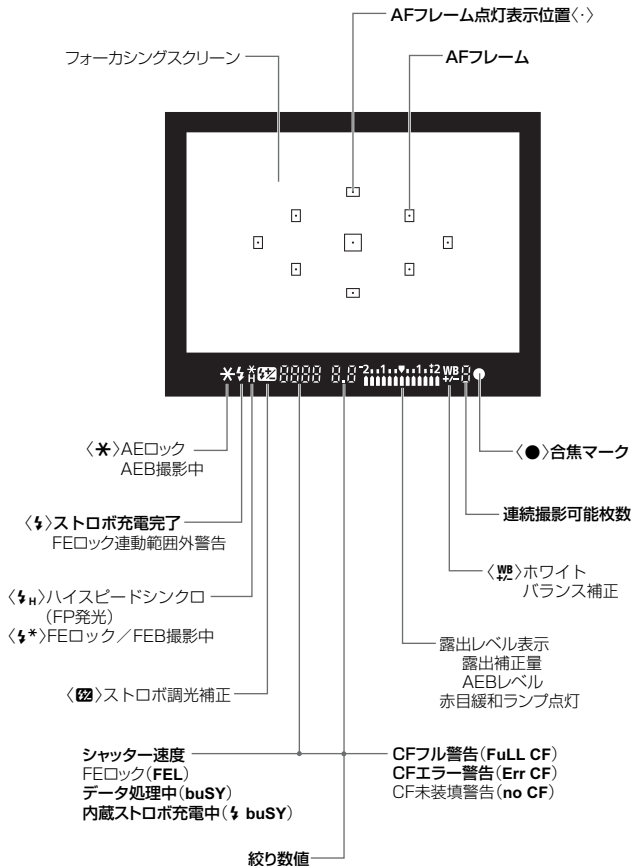 AFフレーム点灯表示位置〈·〉
フォーカシングスクリーン
AFフレーム
-2..1..▼..1.:+2 WB
+/-
〈✱〉AEロック
AEB撮影中
〈●〉合焦マーク
〈⚡〉ストロボ充電完了
FEロック連動範囲外警告
連続撮影可能枚数
〈WB
+/-〉ホワイト
バランス補正
〈⚡H〉ハイスピードシンクロ
(FP発光)
〈⚡*〉FEロック/FEB撮影中
露出レベル表示
露出補正量
AEBレベル
赤目緩和ランプ点灯
〈⚡±〉ストロボ調光補正
シャッター速度
FEロック(FEL)
データ処理中(buSY)
内蔵ストロボ充電中(⚡ buSY)
CFフル警告(FuLL CF)
CFエラー警告(Err CF)
CF未装填警告(no CF)
絞り数値